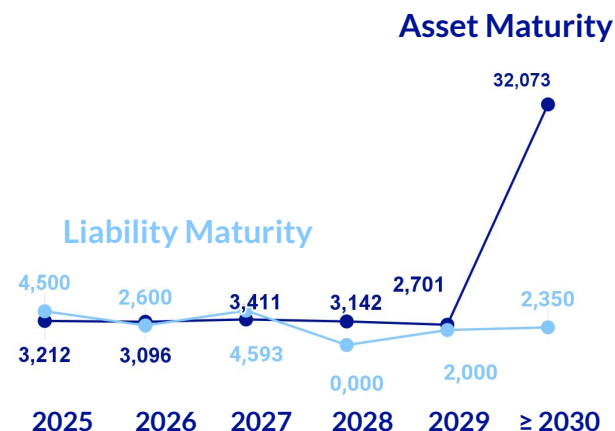 Asset Maturity
32,073
Liability Maturity
4,500 2,600 3,411 3,142 2,701 2,350
3,212 3,096 4,593 0,000 2,000
2025 2026 2027 2028 2029 ≥ 2030